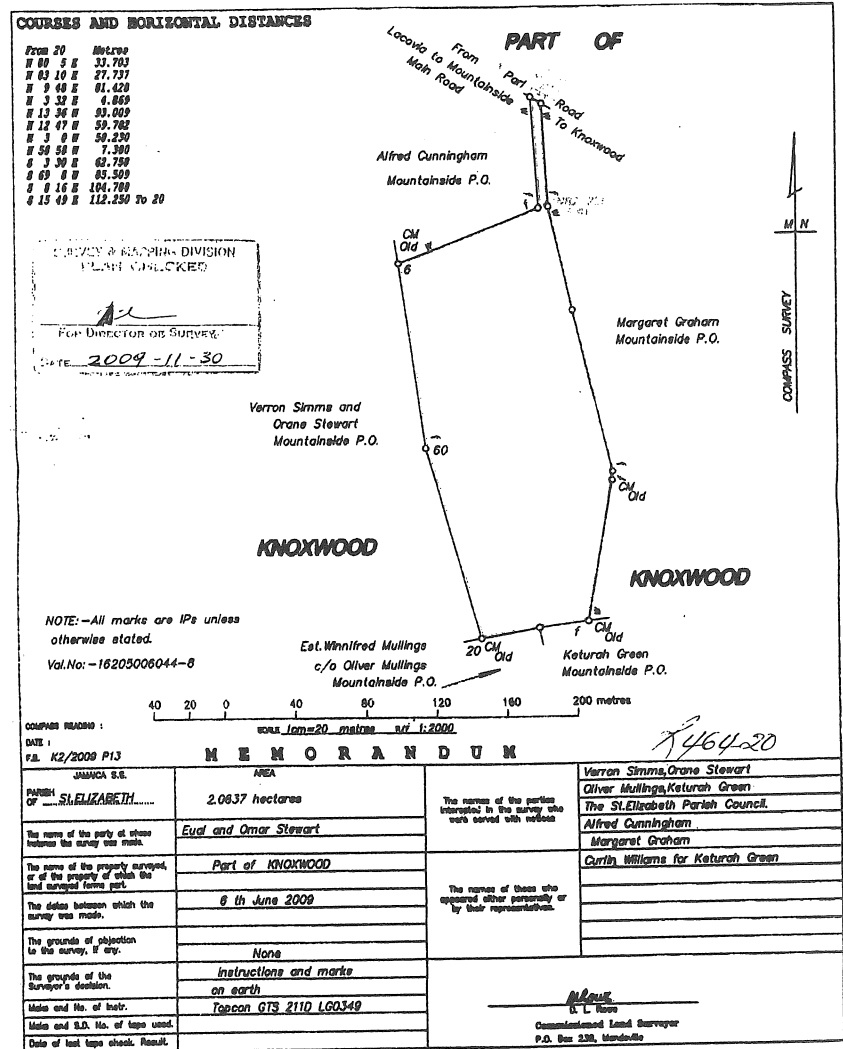 COURSES AND HORIZONTAL DISTANCES
From 20 Metres
N 80 5 E 33.703
N 83 10 E 27.737
N 9 48 E 81.420
N 3 32 E 4.869
N 13 36 W 93.009
N 12 47 W 59.782
N 3 0 W
N 58 58 W 7.390
S 3 30 E 62.750
S 69 8 W 85.509
S 8 16 E 104.780
S 15 49 E 112.250 To 20
PART OF
From
Lacovia to Mountainside
Main Road
Part
Road
To Knoxwood
Alfred Cunningham
Mountainside P.O.
CM
Old
6
SURVEY & MAPPING DIVISION
PLAN CHECKED
FOR DIRECTOR OF SURVEYS
DATE 2009-11-30
M N
COMPASS SURVEY
Margaret Graham
Mountainside P.O.
Verron Simms and
Orane Stewart
Mountainside P.O.
60
CM
Old
KNOXWOOD
KNOXWOOD
NOTE:-All marks are IPs unless
otherwise stated.
Val.No:-16205006044-8
20 CM
Old
f CM
Old
Est.Winnifred Mullings
c/o Oliver Mullings
Mountainside P.O.
Keturah Green
Mountainside P.O.
40 20 0 40 80 120 160 200 metres
SCALE 1cm=20 metres R/F 1:2000
COMPASS READING :
DATE :
F.B. K2/2009 P13
K464-20
MEMORANDUM
JAMAICA S.S.
PARISH OF ST.ELIZABETH
AREA
2.0637 hectares
The name of the party at whose
instance the survey was made.
Eual and Omar Stewart
The name of the property surveyed,
or of the property of which the
land surveyed forms part.
Part of KNOXWOOD
The dates between which the
survey was made.
6 th June 2009
The grounds of objection
to the survey, if any.
None
The grounds of the
Surveyor's decision.
Instructions and marks
on earth
Make and No. of Instr.
Topcon GTS 211D LG0349
Make and S.D. No. of tape used.
Date of last tape check. Result.
The names of the parties
interested in the survey who
were served with notices
Verron Simms,Orane Stewart
Oliver Mullings,Keturah Green
The St.Elizabeth Parish Council.
Alfred Cunningham
Margaret Graham
The names of those who
appeared either personally or
by their representatives.
Curtin Williams for Keturah Green
D. L. Rowe
Commissioned Land Surveyor
P.O. Box 238, Mandeville